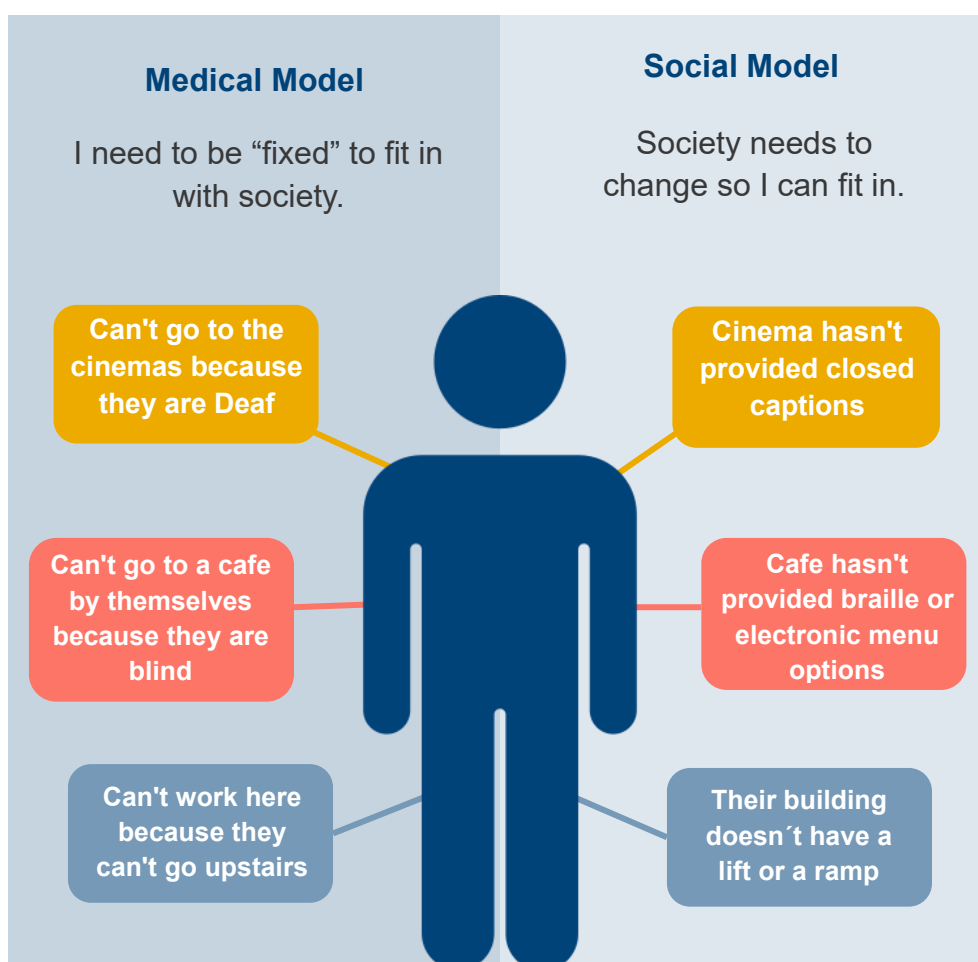 Medical Model
I need to be “fixed” to fit in
with society.
Social Model
Society needs to
change so I can fit in.
Can't go to the
cinemas because
they are Deaf
Cinema hasn't
provided closed
captions
Can't go to a cafe
by themselves
because they are
blind
Cafe hasn't
provided braille or
electronic menu
options
Can't work here
because they
can't go upstairs
Their building
doesn´t have a
lift or a ramp